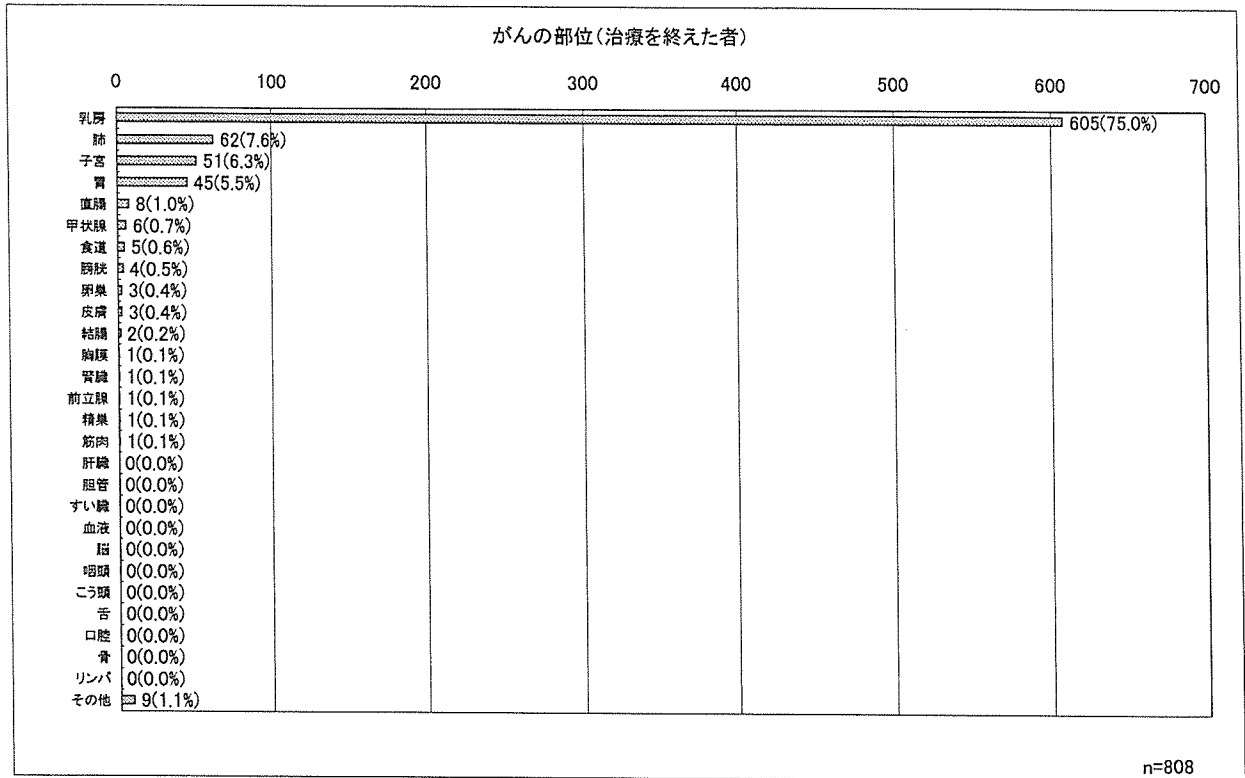 がんの部位(治療を終えた者)
0 100 200 300 400 500 600 700
乳房 605(75.0%)
肺 62(7.6%)
子宮 51(6.3%)
胃 45(5.5%)
直腸 8(1.0%)
甲状腺 6(0.7%)
食道 5(0.6%)
膀胱 4(0.5%)
卵巣 3(0.4%)
皮膚 3(0.4%)
結腸 2(0.2%)
胸膜 1(0.1%)
腎臓 1(0.1%)
前立腺 1(0.1%)
精巣 1(0.1%)
筋肉 1(0.1%)
肝臓 0(0.0%)
胆管 0(0.0%)
すい臓 0(0.0%)
血液 0(0.0%)
脳 0(0.0%)
咽頭 0(0.0%)
こう頭 0(0.0%)
舌 0(0.0%)
口腔 0(0.0%)
骨 0(0.0%)
リンパ 0(0.0%)
その他 9(1.1%)
n=808